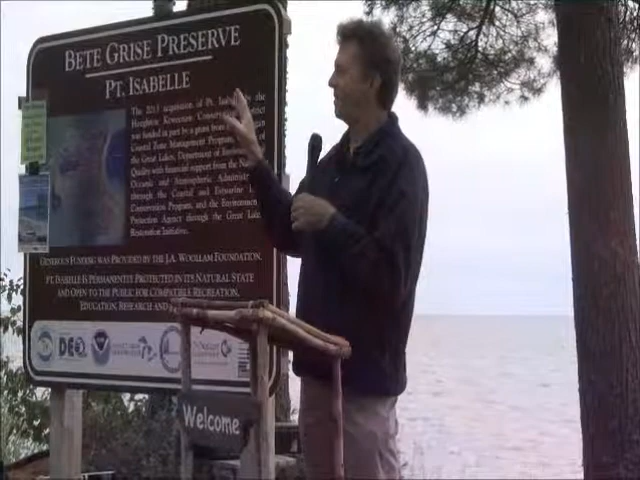 BETE GRISE PRESERVE
PT. ISABELLE
The 2013 acquisition of Pt. Isabelle the
Houghton Keweenaw
was funded in part by a grant from
Coastal Zone Management Program,
the Great Lakes, Department of Environmental
Quality with financial support from the National
Oceanic and Atmospheric
through the Coastal and Estuarine
Conservation Program, and the Environmental
Protection Agency through the Great Lakes
Restoration Initiative.
GENEROUS FUNDING WAS PROVIDED BY THE J.A. WOOLLAM FOUNDATION.
PT. ISABELLE IS PERMANENTLY PROTECTED IN ITS NATURAL STATE
AND OPEN TO THE PUBLIC FOR COMPATIBLE RECREATION,
EDUCATION, RESEARCH AND
DEQ
Welcome